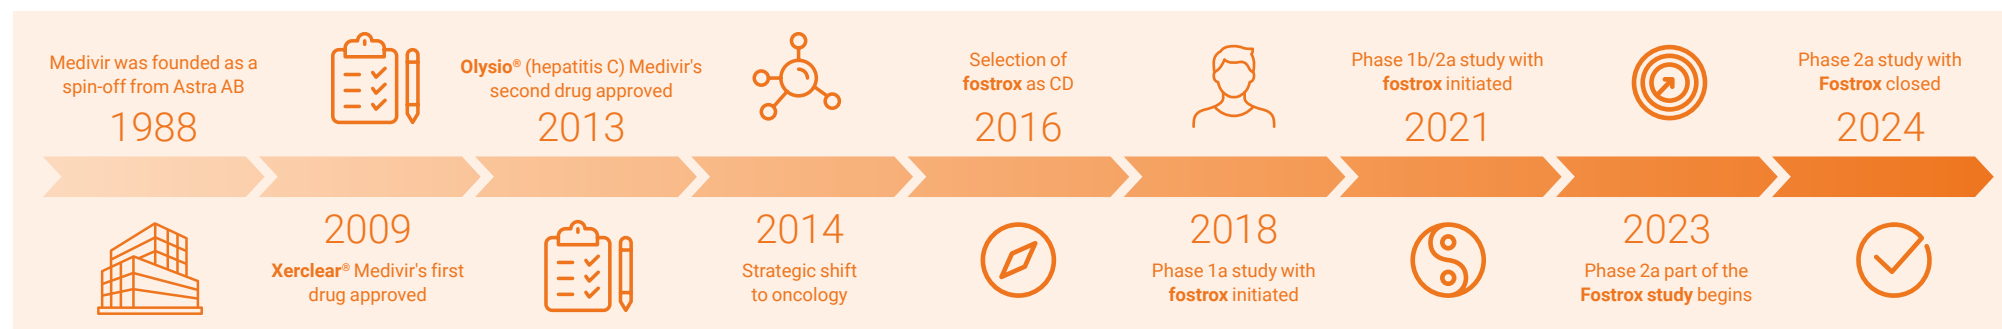 Medivir was founded as a
spin-off from Astra AB
1988
2009
Xerclear® Medivir's first
drug approved
Olysio® (hepatitis C) Medivir's
second drug approved
2013
2014
Strategic shift
to oncology
Selection of
fostrox as CD
2016
2018
Phase 1a study with
fostrox initiated
Phase 1b/2a study with
fostrox initiated
2021
2023
Phase 2a part of the
Fostrox study begins
Phase 2a study with
Fostrox closed
2024